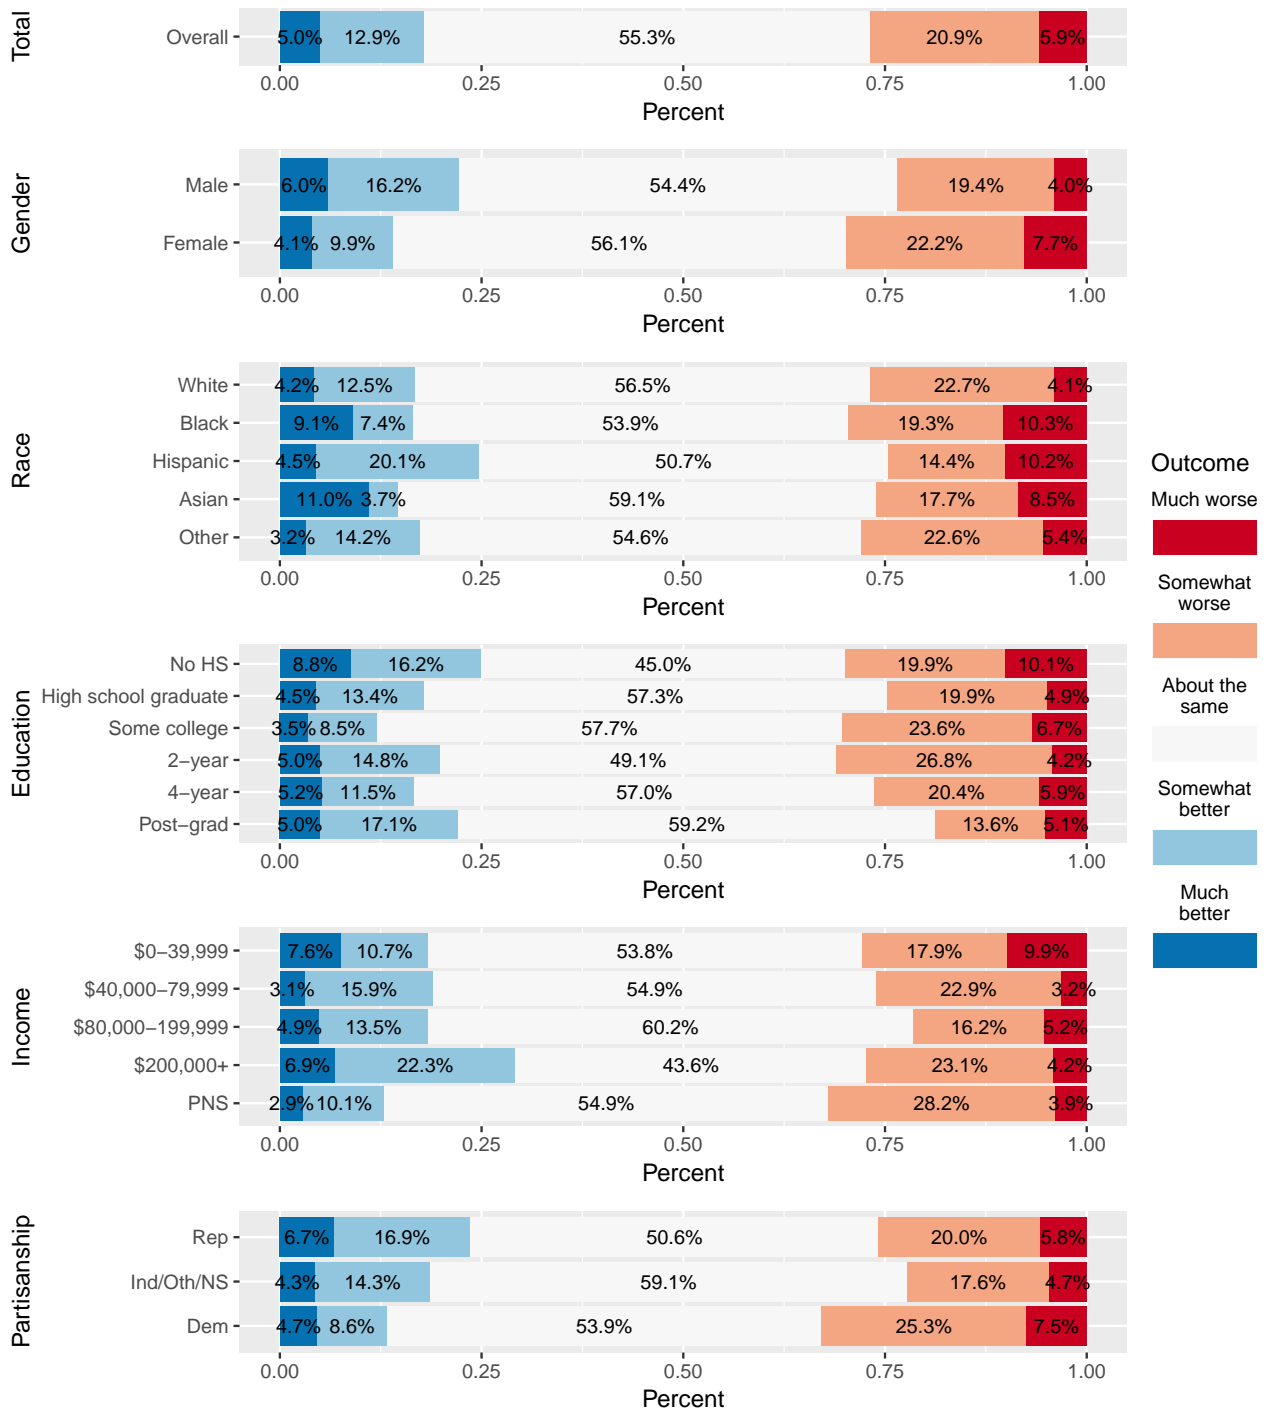 Total
Overall 5.0% 12.9% 55.3% 20.9% 5.9%
0.00 0.25 0.50 0.75 1.00
Percent
Gender
Male 6.0% 16.2% 54.4% 19.4% 4.0%
Female 4.1% 9.9% 56.1% 22.2% 7.7%
0.00 0.25 0.50 0.75 1.00
Percent
Race
White 4.2% 12.5% 56.5% 22.7% 4.1%
Black 9.1% 7.4% 53.9% 19.3% 10.3%
Hispanic 4.5% 20.1% 50.7% 14.4% 10.2%
Asian 11.0% 3.7% 59.1% 17.7% 8.5%
Other 3.2% 14.2% 54.6% 22.6% 5.4%
0.00 0.25 0.50 0.75 1.00
Percent
Education
No HS 8.8% 16.2% 45.0% 19.9% 10.1%
High school graduate 4.5% 13.4% 57.3% 19.9% 4.9%
Some college 3.5% 8.5% 57.7% 23.6% 6.7%
2−year 5.0% 14.8% 49.1% 26.8% 4.2%
4−year 5.2% 11.5% 57.0% 20.4% 5.9%
Post−grad 5.0% 17.1% 59.2% 13.6% 5.1%
0.00 0.25 0.50 0.75 1.00
Percent
Income
$0−39,999 7.6% 10.7% 53.8% 17.9% 9.9%
$40,000−79,999 3.1% 15.9% 54.9% 22.9% 3.2%
$80,000−199,999 4.9% 13.5% 60.2% 16.2% 5.2%
$200,000+ 6.9% 22.3% 43.6% 23.1% 4.2%
PNS 2.9% 10.1% 54.9% 28.2% 3.9%
0.00 0.25 0.50 0.75 1.00
Percent
Partisanship
Rep 6.7% 16.9% 50.6% 20.0% 5.8%
Ind/Oth/NS 4.3% 14.3% 59.1% 17.6% 4.7%
Dem 4.7% 8.6% 53.9% 25.3% 7.5%
0.00 0.25 0.50 0.75 1.00
Percent
Outcome
Much worse
Somewhat
worse
About the
same
Somewhat
better
Much
better